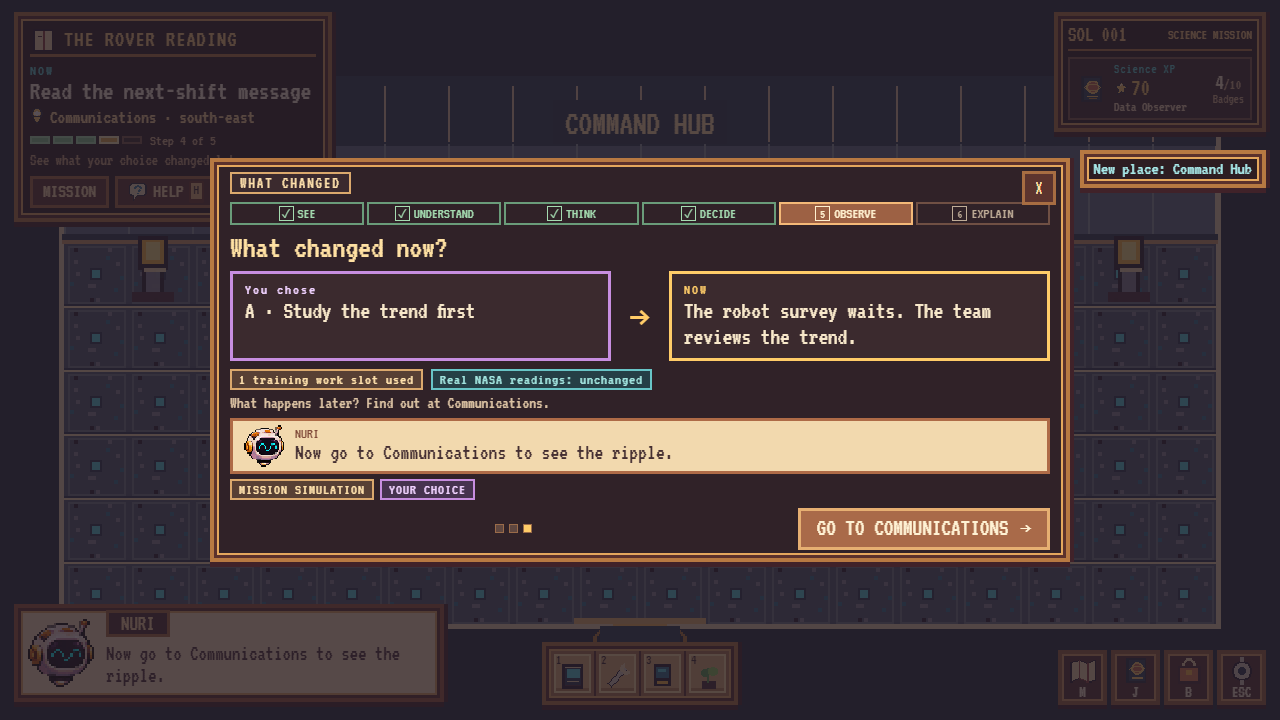 THE ROVER READING
NOW
Read the next-shift message
Communications · south-east
Step 4 of 5
See what your choice changed
MISSION
HELP H
COMMAND HUB
SOL 001
SCIENCE MISSION
Science XP
70
Data Observer
4/10
Badges
New place: Command Hub
WHAT CHANGED
X
SEE
UNDERSTAND
THINK
DECIDE
5 OBSERVE
6 EXPLAIN
What changed now?
You chose
A · Study the trend first
→
NOW
The robot survey waits. The team
reviews the trend.
1 training work slot used
Real NASA readings: unchanged
What happens later? Find out at Communications.
NURI
Now go to Communications to see the ripple.
MISSION SIMULATION
YOUR CHOICE
GO TO COMMUNICATIONS →
NURI
Now go to Communications to see the
ripple.
1
2
3
4
M
J
B
ESC